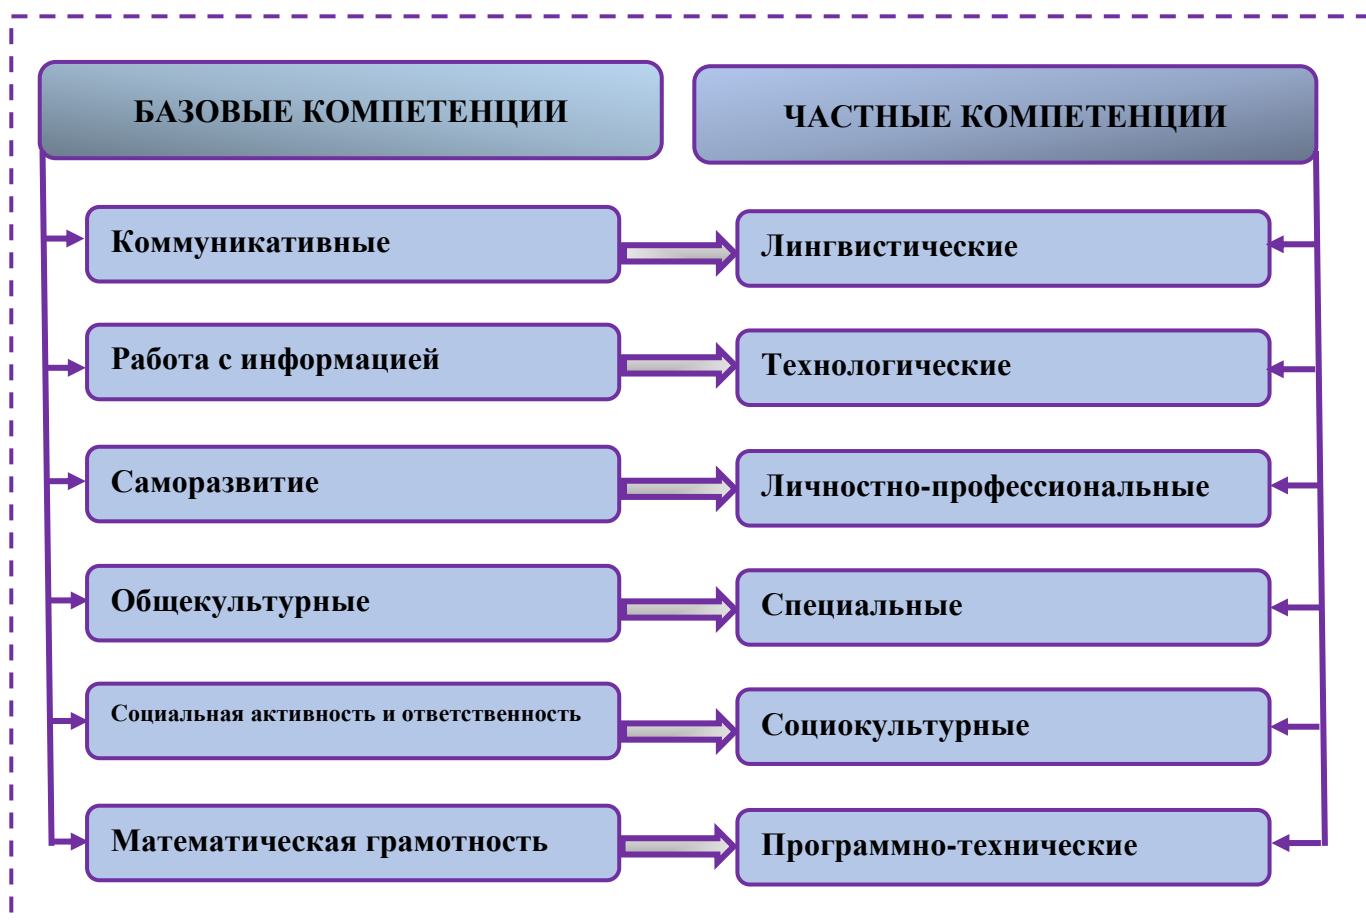 БАЗОВЫЕ КОМПЕТЕНЦИИ
ЧАСТНЫЕ КОМПЕТЕНЦИИ
Коммуникативные
Лингвистические
Работа с информацией
Технологические
Саморазвитие
Личностно-профессиональные
Общекультурные
Специальные
Социальная активность и ответственность
Социокультурные
Математическая грамотность
Программно-технические